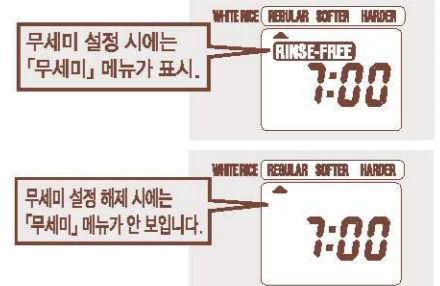 WHITE RICE REGULAR SOFTER HARDER
무세미 설정 시에는
「무세미」 메뉴가 표시.
RINSE-FREE
7:00
WHITE RICE REGULAR SOFTER HARDER
무세미 설정 해제 시에는
「무세미」 메뉴가 안 보입니다.
7:00